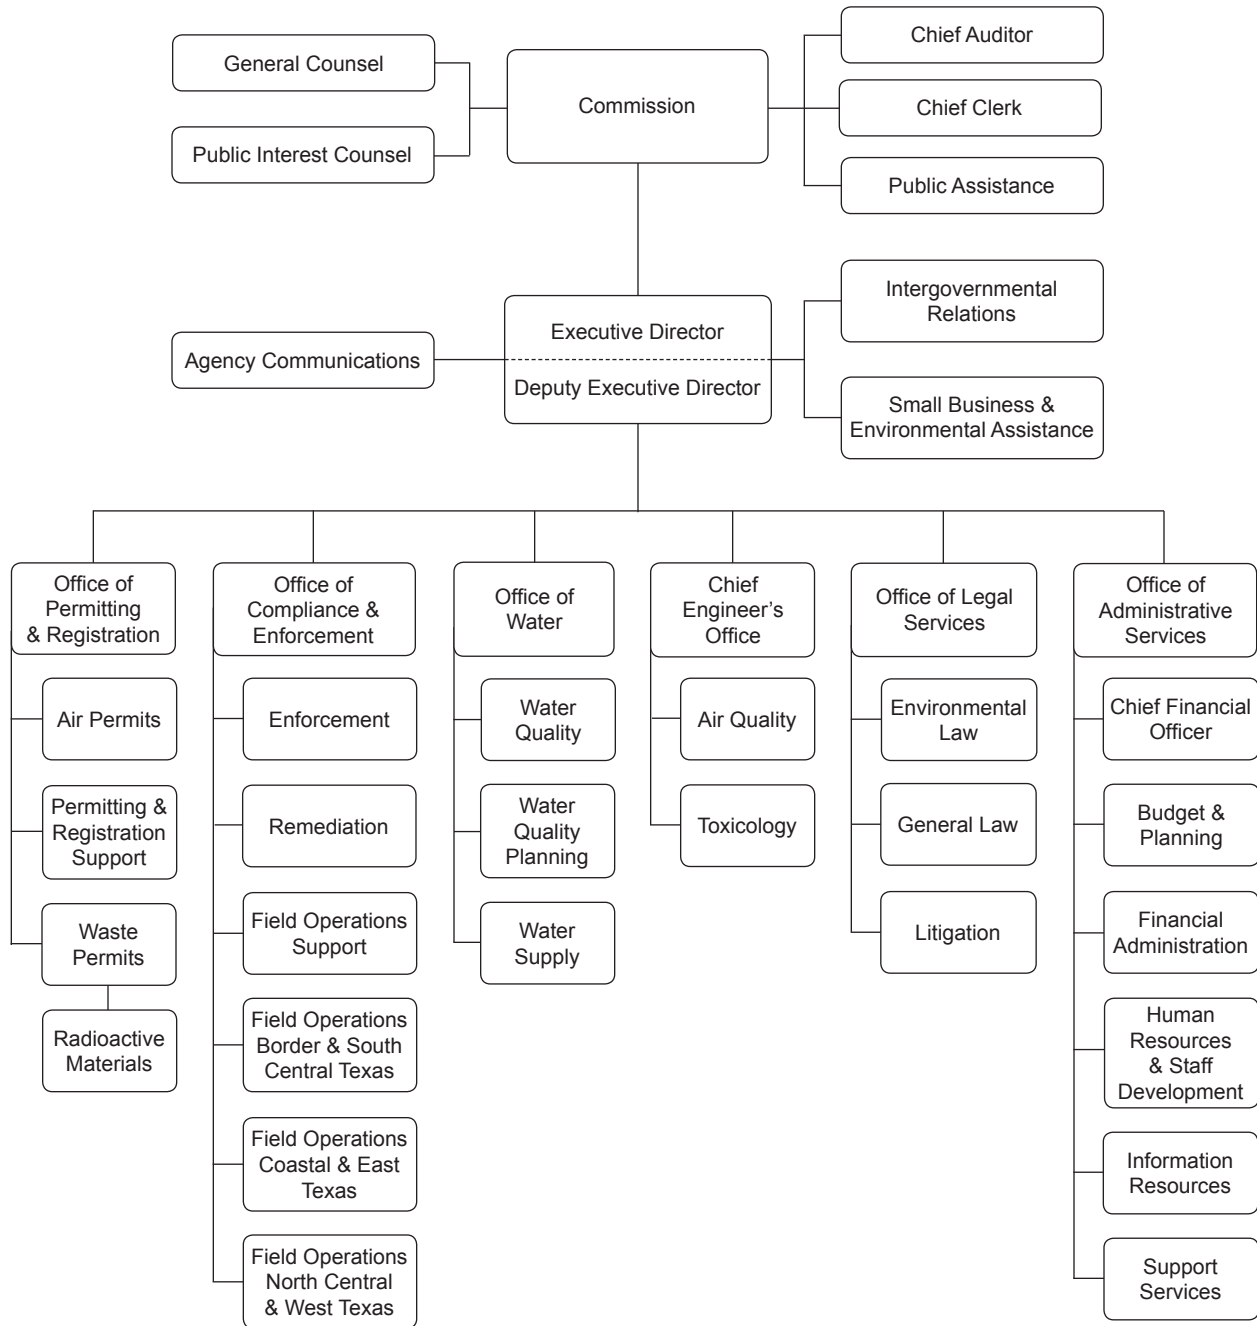 General Counsel
Public Interest Counsel
Commission
Chief Auditor
Chief Clerk
Public Assistance
Agency Communications
Executive Director
Deputy Executive Director
Intergovernmental
Relations
Small Business &
Environmental Assistance
Office of
Permitting
& Registration
Air Permits
Permitting &
Registration
Support
Waste
Permits
Radioactive
Materials
Office of
Compliance &
Enforcement
Enforcement
Remediation
Field Operations
Support
Field Operations
Border & South
Central Texas
Field Operations
Coastal & East
Texas
Field Operations
North Central
& West Texas
Office of
Water
Water
Quality
Water
Quality
Planning
Water
Supply
Chief
Engineer’s
Office
Air Quality
Toxicology
Office of Legal
Services
Environmental
Law
General Law
Litigation
Office of
Administrative
Services
Chief Financial
Officer
Budget &
Planning
Financial
Administration
Human
Resources
& Staff
Development
Information
Resources
Support
Services